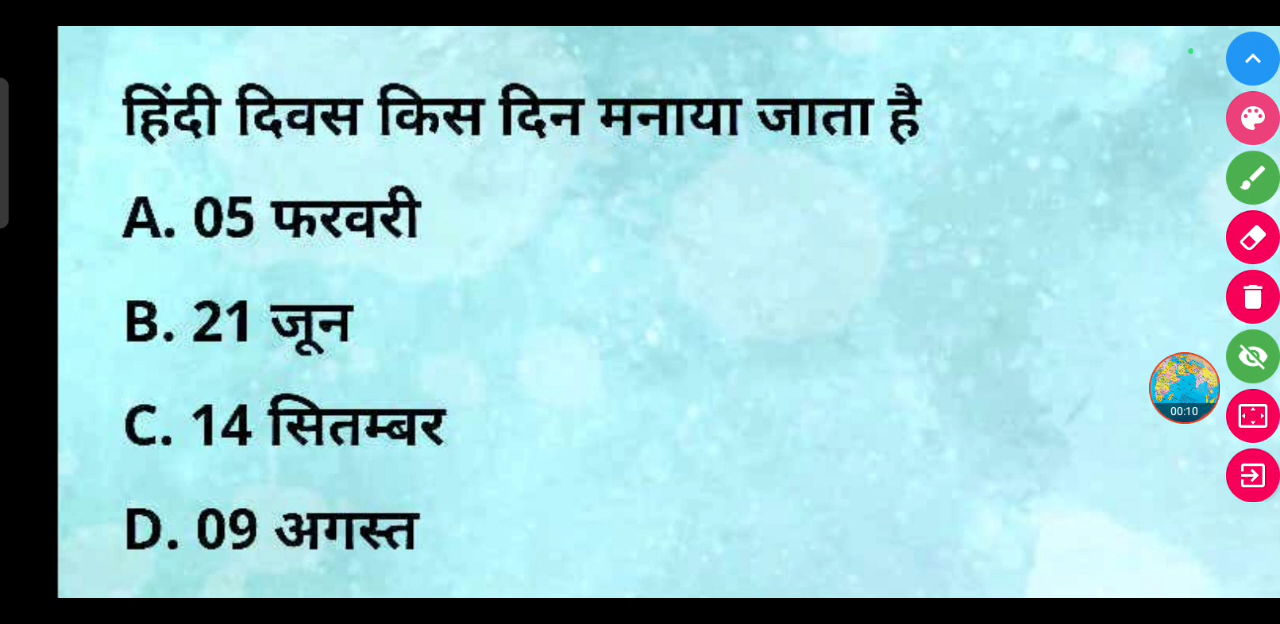 हिंदी दिवस किस दिन मनाया जाता है
A. 05 फरवरी
B. 21 जून
C. 14 सितम्बर
D. 09 अगस्त
00:10